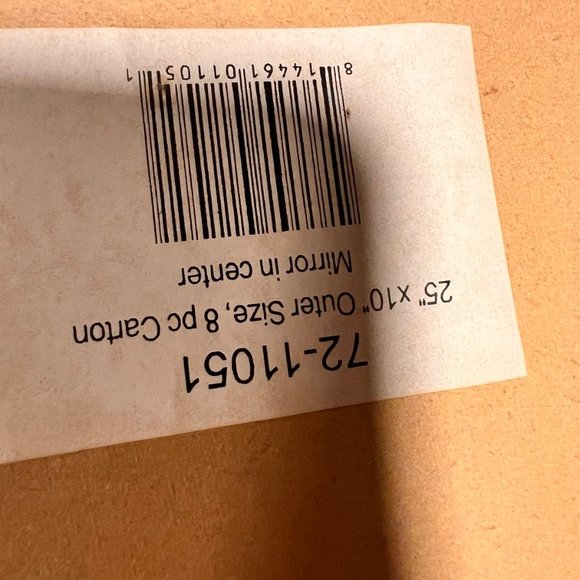 72-11051
25" x10" Outer Size, 8 pc Carton
Mirror in center
8 14461 01105 1